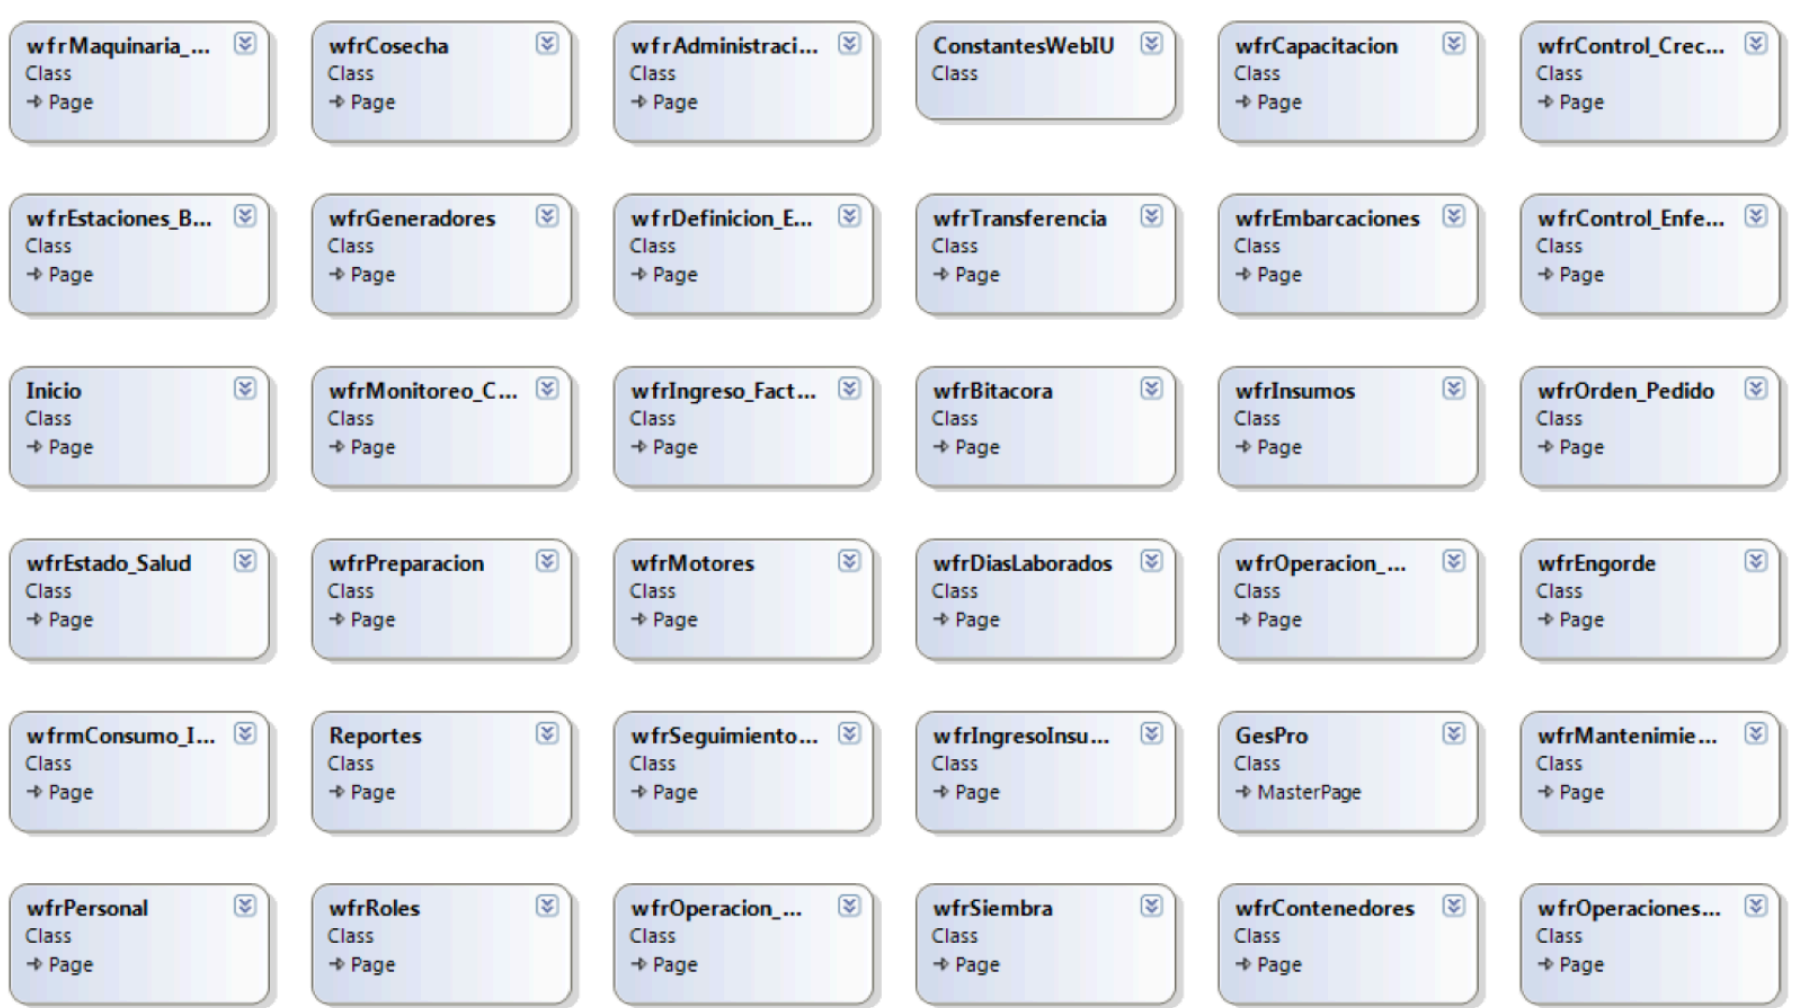 wfrMaquinaria_...
Class
Page
wfrCosecha
Class
Page
wfrAdministraci...
Class
Page
ConstantesWebIU
Class
wfrCapacitacion
Class
Page
wfrControl_Crec...
Class
Page
wfrEstaciones_B...
Class
Page
wfrGeneradores
Class
Page
wfrDefinicion_E...
Class
Page
wfrTransferencia
Class
Page
wfrEmbarcaciones
Class
Page
wfrControl_Enfe...
Class
Page
Inicio
Class
Page
wfrMonitoreo_C...
Class
Page
wfrIngreso_Fact...
Class
Page
wfrBitacora
Class
Page
wfrInsumos
Class
Page
wfrOrden_Pedido
Class
Page
wfrEstado_Salud
Class
Page
wfrPreparacion
Class
Page
wfrMotores
Class
Page
wfrDiasLaborados
Class
Page
wfrOperacion_...
Class
Page
wfrEngorde
Class
Page
wfrmConsumo_I...
Class
Page
Reportes
Class
Page
wfrSeguimiento...
Class
Page
wfrIngresoInsu...
Class
Page
GesPro
Class
MasterPage
wfrMantenimie...
Class
Page
wfrPersonal
Class
Page
wfrRoles
Class
Page
wfrOperacion_...
Class
Page
wfrSiembra
Class
Page
wfrContenedores
Class
Page
wfrOperaciones...
Class
Page